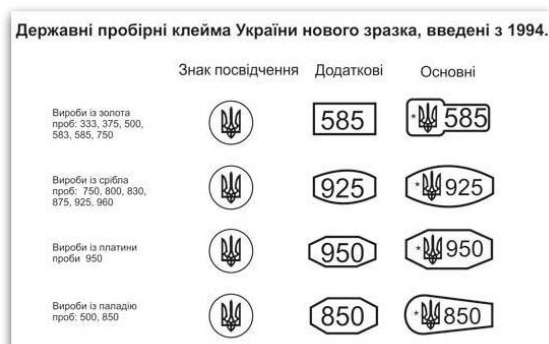 Державні пробірні клейма України нового зразка, введені з 1994.
Знак посвідчення Додаткові Основні
Вироби із золота
проб: 333, 375, 500,
583, 585, 750
585 *585
Вироби із срібла
проб: 750, 800, 830,
875, 925, 960
925 *925
Вироби із платини
проби 950
950 *950
Вироби із паладію
проб: 500, 850
850 *850